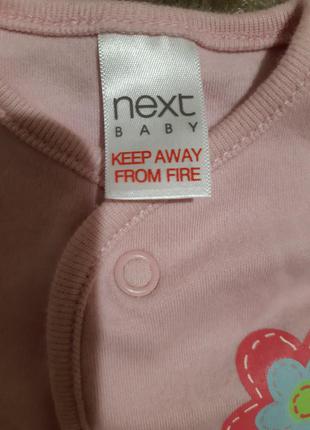 next
BABY
KEEP AWAY
FROM FIRE